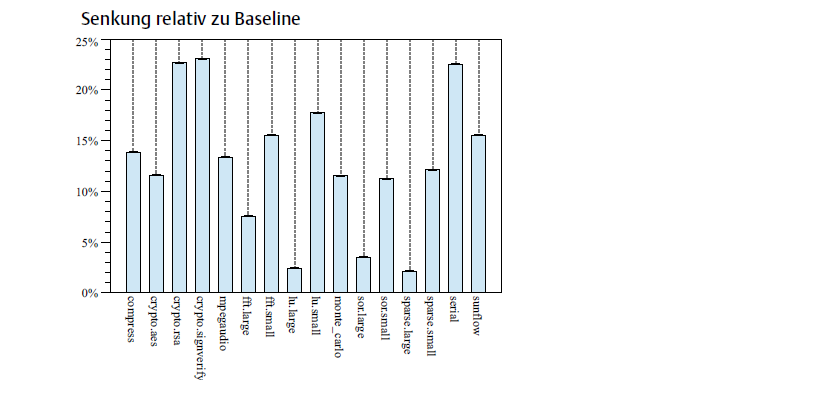 Senkung relativ zu Baseline
25%
20%
15%
10%
5%
0%
compress
crypto.aes
crypto.rsa
crypto.signverify
mpegaudio
fft.large
fft.small
lu.large
lu.small
monte_carlo
sor.large
sor.small
sparse.large
sparse.small
serial
sunflow